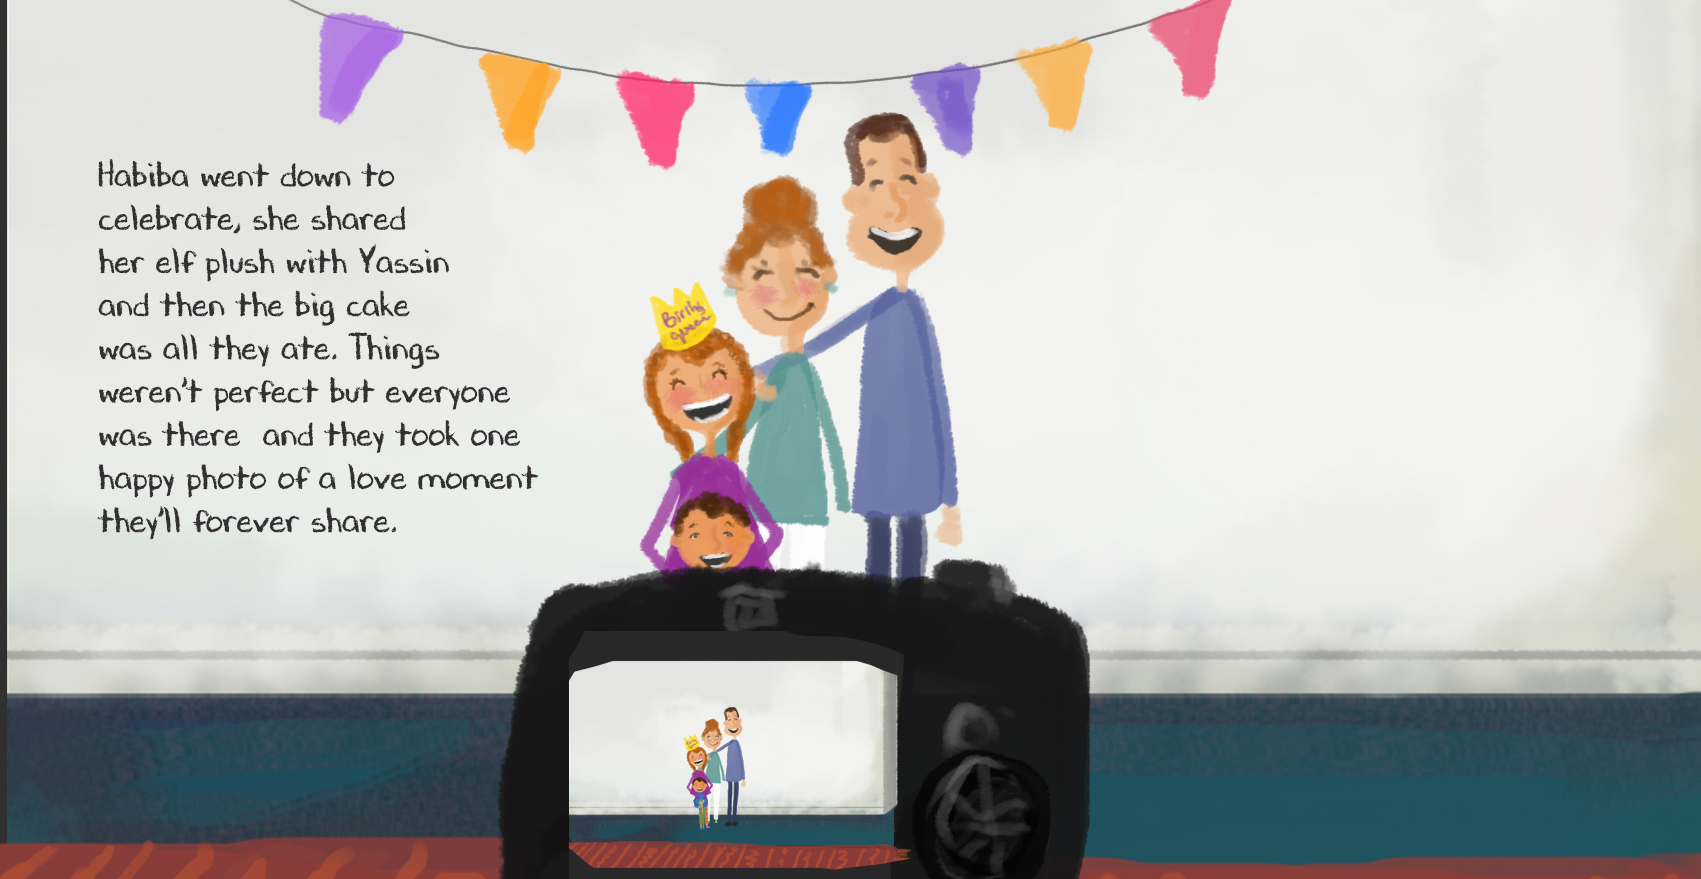 Habiba went down to
celebrate, she shared
her elf plush with Yassin
and then the big cake
was all they ate. Things
weren't perfect but everyone
was there  and they took one
happy photo of a love moment
they'll forever share.
Birthday
queen